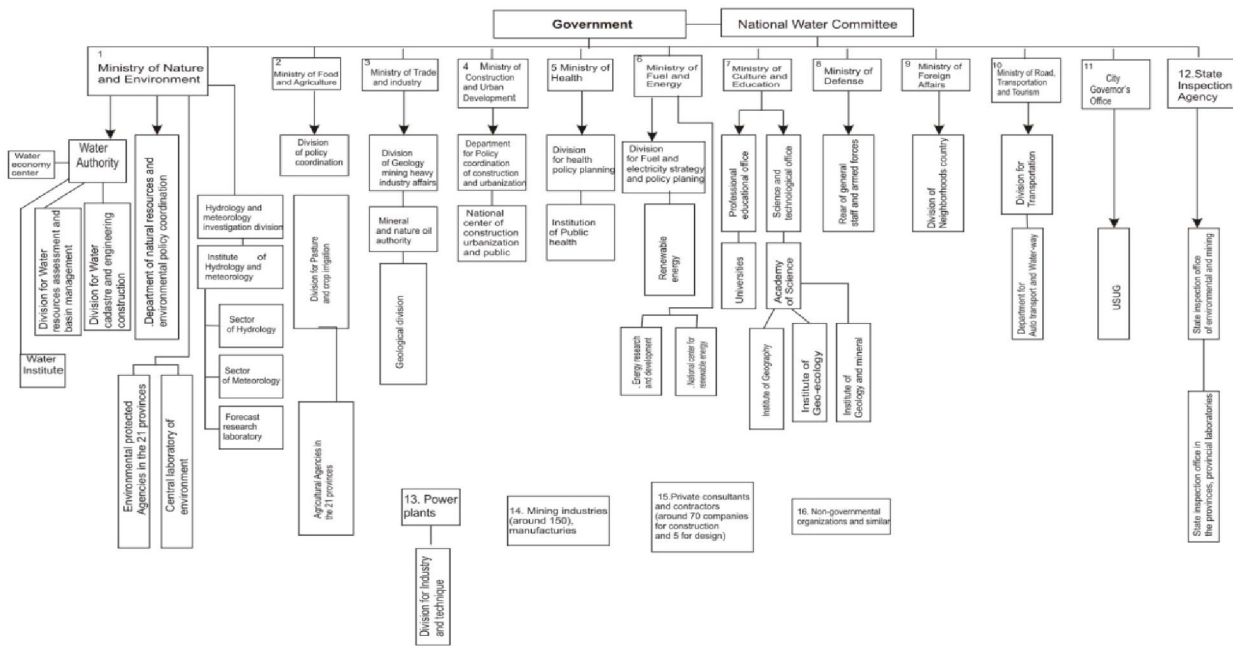 Government
National Water Committee
1
Ministry of Nature
and Environment
2
Ministry of Food
and Agriculture
3
Ministry of Trade
and industry
4 Ministry of
Construction
and Urban
Development
5 Ministry of
Health
6
Ministry of
Fuel and
Energy
7
Ministry of
Culture and
Education
8
Ministry of
Defense
9
Ministry of
Foreign
Affairs
10
Ministry of Road,
Transportation
and Tourism
11
City
Governor's
Office
12.State
Inspection
Agency
Water
economy
center
Water
Authority
Division for Water
resources assessment and
basin management
Division for Water
cadastre and engineering
construction
.Department of natural resources and
environmental policy coordination
Water
Institute
Environmental protected
Agencies in the 21 provinces
Central laboratory of
environment
Hydrology and
meteorology
investigation division
Institute of
Hydrology and
meteorology
Sector
of Hydrology
Sector
of Meteorology
Forecast
research
laboratory
Division
of policy
coordination
Division for Pasture
and crop irrigation
Agricultural Agencies in
the 21 provinces
Division
of Geology
mining heavy
industry affairs
Mineral
and nature oil
authority
Geological division
Department
for Policy
coordination
of construction
and urbanization
National
center of
construction
urbanization
and public
Division
for health
policy planning
Institution
of Public
health
Division
for Fuel and
electricity strategy
and policy planing
Renewable
energy
. Energy research
and development
..National center for
renewable energy
Professional
educational office
Universities
Science and
technological office
Academy
of Science
Institute of Geography
Institute of
Geo-ecology
Institute of
Geology and mineral
Rear of general
staff and armed forces
Division of
Neighborhoods country
Division for
Transportation
Department for
Auto transport and Water-way
USUG
State inspection office
of environmental and mining
State inspection office in
the provinces, provincial laboratories
13. Power
plants
Division for Industry
and technique
14. Mining industries
(around 150),
manufacturies
15.Private consultants
and contractors
(around 70 companies
for construction
and 5 for design)
16. Non-governmental
organizations and similar